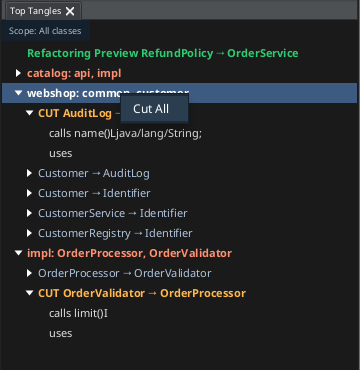 Top Tangles
Scope: All classes
Refactoring Preview RefundPolicy → OrderService
catalog: api, impl
webshop: common, customer
CUT AuditLog →
Cut All
calls name()Ljava/lang/String;
uses
Customer → AuditLog
Customer → Identifier
CustomerService → Identifier
CustomerRegistry → Identifier
impl: OrderProcessor, OrderValidator
OrderProcessor → OrderValidator
CUT OrderValidator → OrderProcessor
calls limit()I
uses